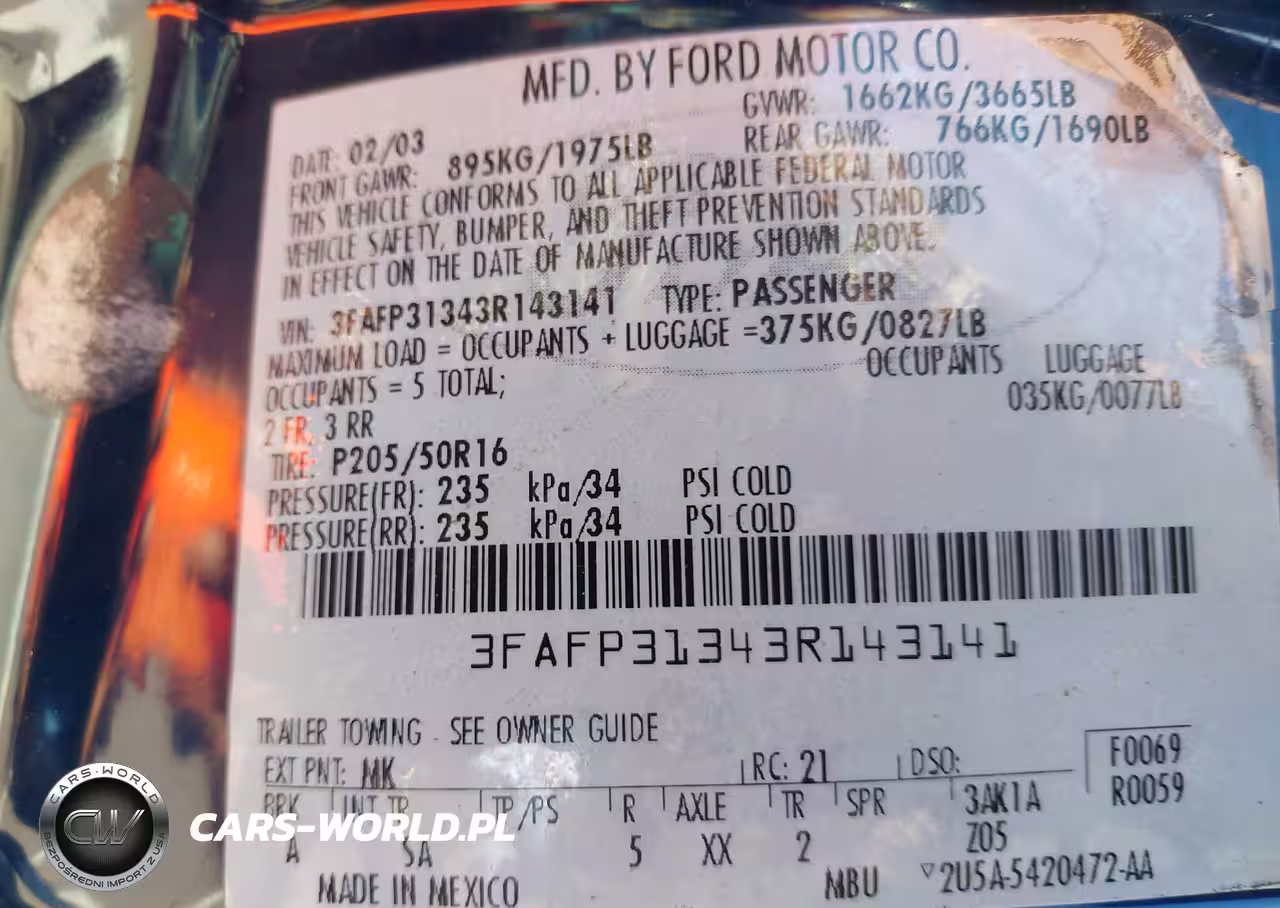 MFD. BY FORD MOTOR CO.
DATE: 02/03 GVWR: 1662KG/3665LB
FRONT GAWR: 895KG/1975LB REAR GAWR: 766KG/1690LB
THIS VEHICLE CONFORMS TO ALL APPLICABLE FEDERAL MOTOR
VEHICLE SAFETY, BUMPER, AND THEFT PREVENTION STANDARDS
IN EFFECT ON THE DATE OF MANUFACTURE SHOWN ABOVE.
VIN: 3FAFP31343R143141 TYPE: PASSENGER
MAXIMUM LOAD = OCCUPANTS + LUGGAGE =375KG/0827LB
OCCUPANTS = 5 TOTAL; OCCUPANTS LUGGAGE
2 FR, 3 RR 035KG/0077LB
TIRE: P205/50R16
PRESSURE(FR): 235 kPa/34 PSI COLD
PRESSURE(RR): 235 kPa/34 PSI COLD
3FAFP31343R143141
TRAILER TOWING - SEE OWNER GUIDE
EXT PNT: MK RC: 21 DSO: F0069
BRK INT TR TP/PS R AXLE TR SPR 3AK1A R0059
A SA 5 XX 2 Z05
MADE IN MEXICO MBU ▽2U5A-5420472-AA
CARS-WORLD
CW
BEZPOŚREDNI IMPORT Z USA
CARS-WORLD.PL